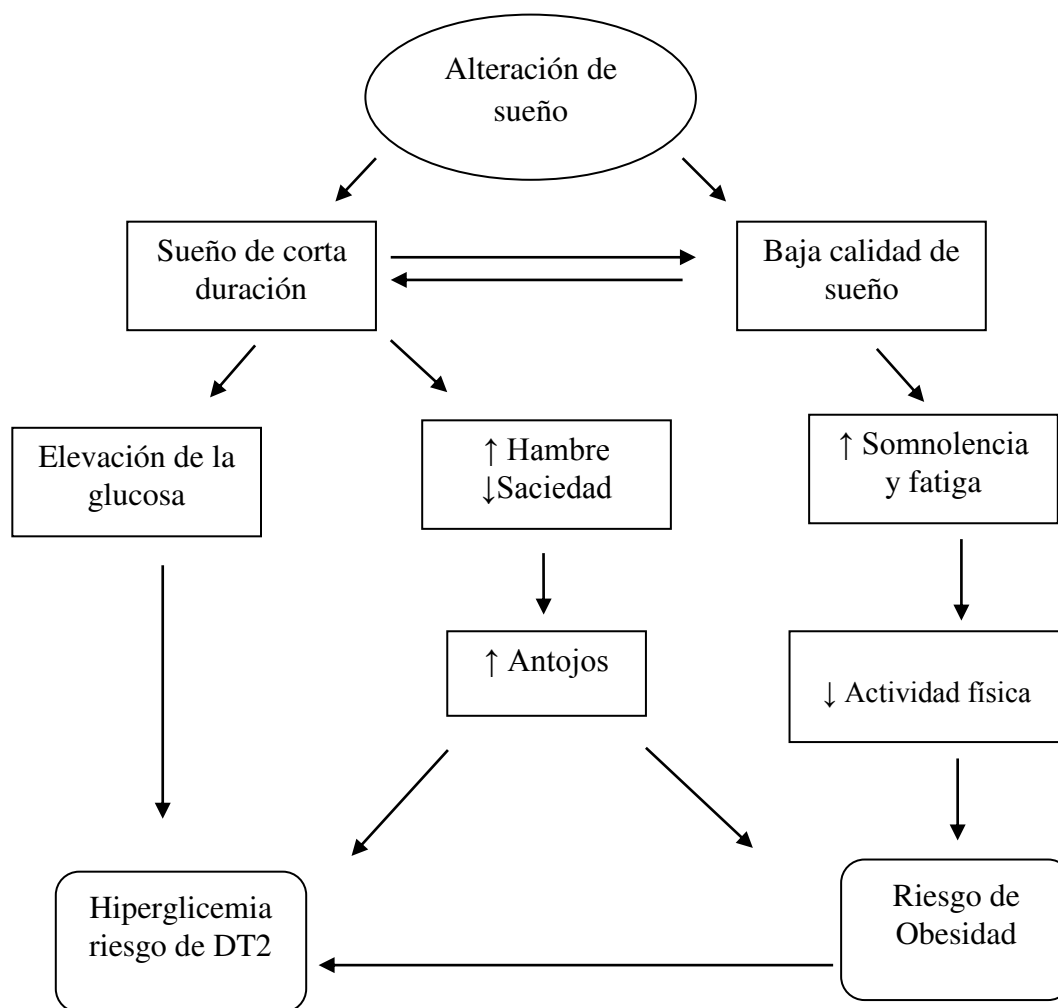 Alteración de
sueño
Sueño de corta
duración
Baja calidad de
sueño
Elevación de la
glucosa
↑ Hambre
↓Saciedad
↑ Somnolencia
y fatiga
↑ Antojos
↓ Actividad física
Hiperglicemia
riesgo de DT2
Riesgo de
Obesidad